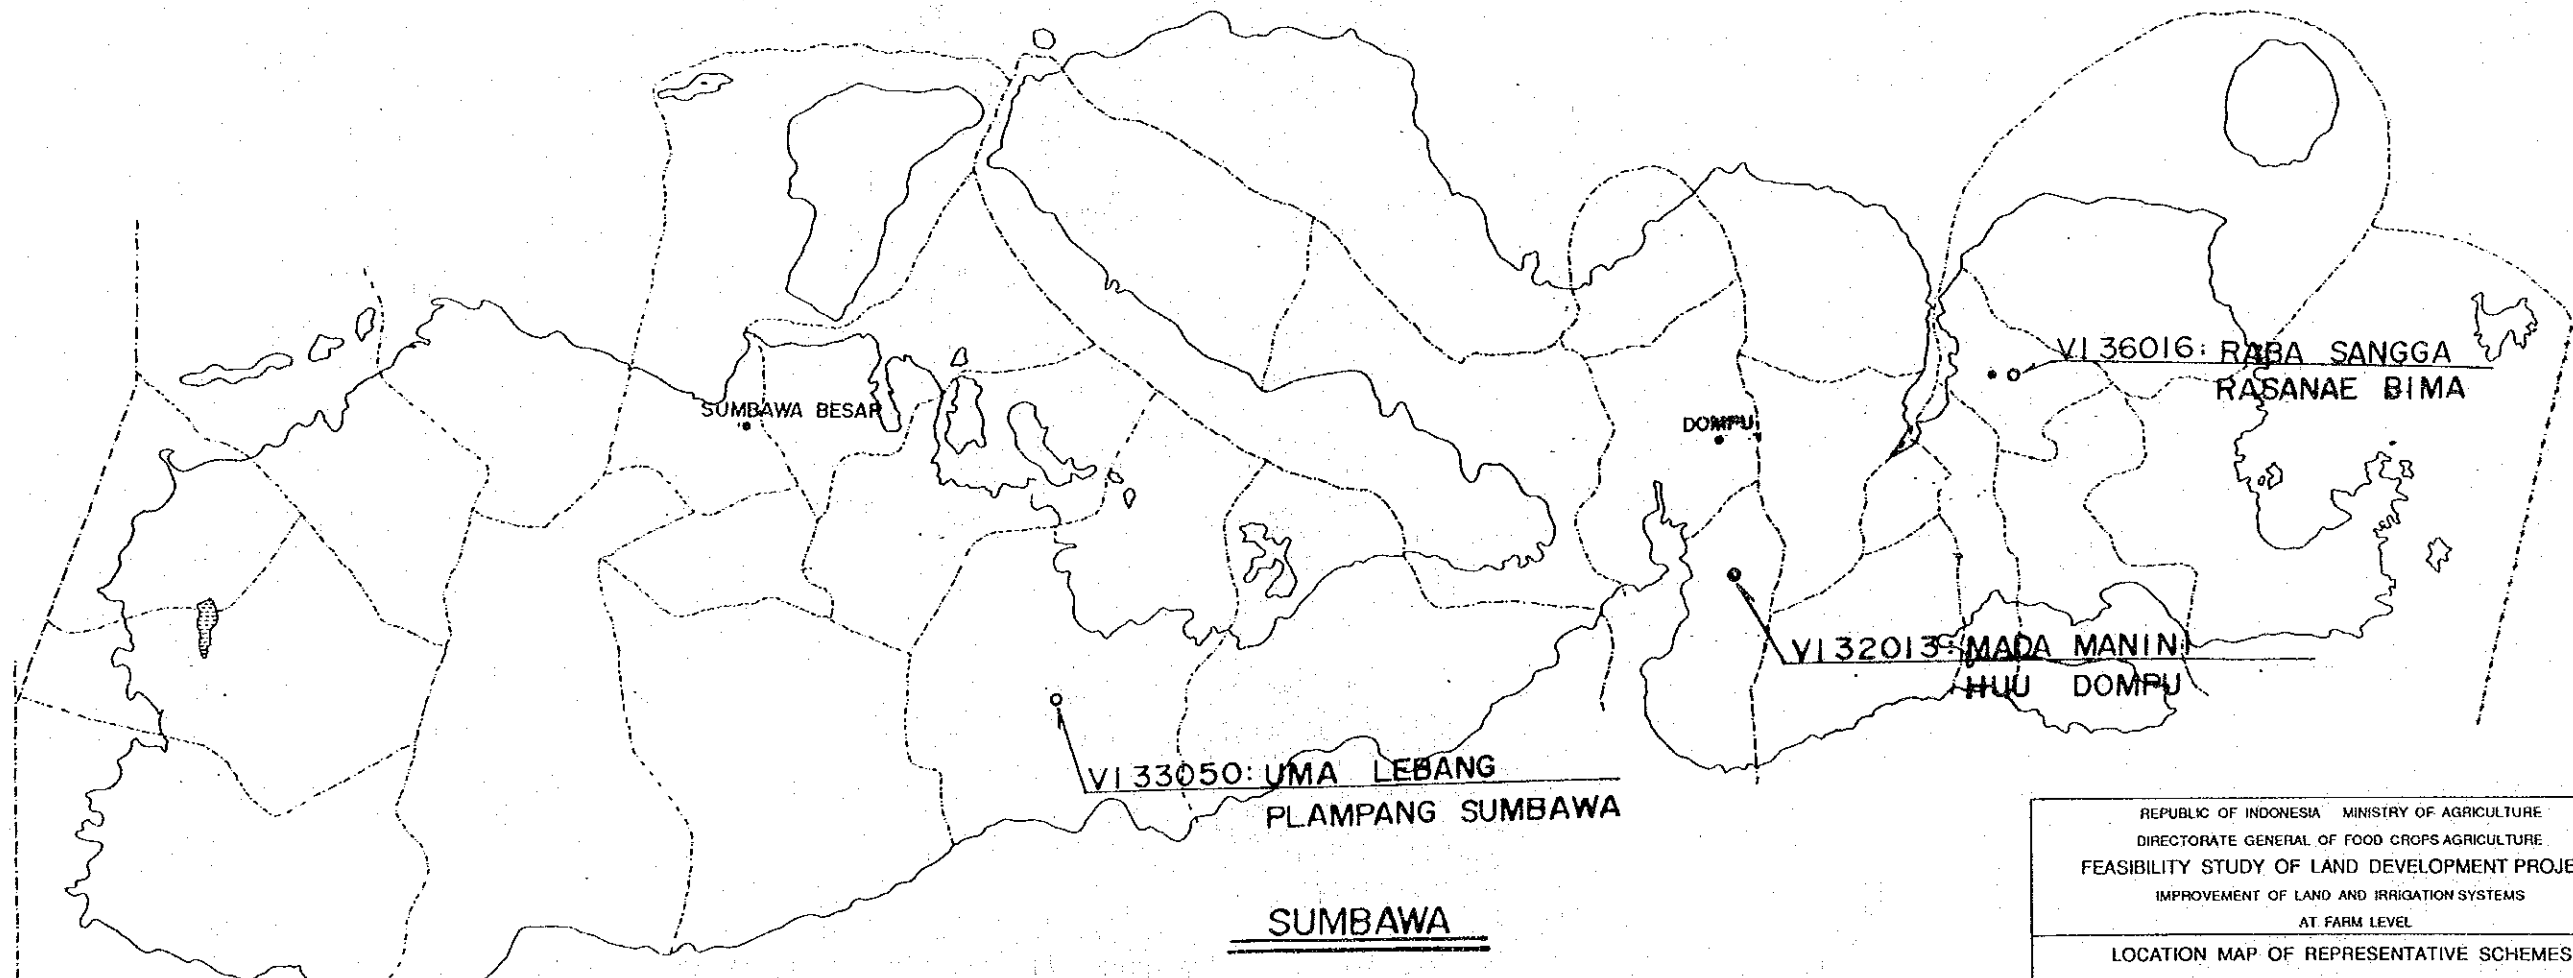 VI 36016: RABA SANGGA
RASANAE BIMA
SUMBAWA BESAR
DOMPU
VI 32013: MADA MANINI
HUU DOMPU
VI 33050: UMA LEBANG
PLAMPANG SUMBAWA
SUMBAWA
REPUBLIC OF INDONESIA MINISTRY OF AGRICULTURE
DIRECTORATE GENERAL OF FOOD CROPS AGRICULTURE
FEASIBILITY STUDY OF LAND DEVELOPMENT PROJE
IMPROVEMENT OF LAND AND IRRIGATION SYSTEMS
AT FARM LEVEL
LOCATION MAP OF REPRESENTATIVE SCHEMES